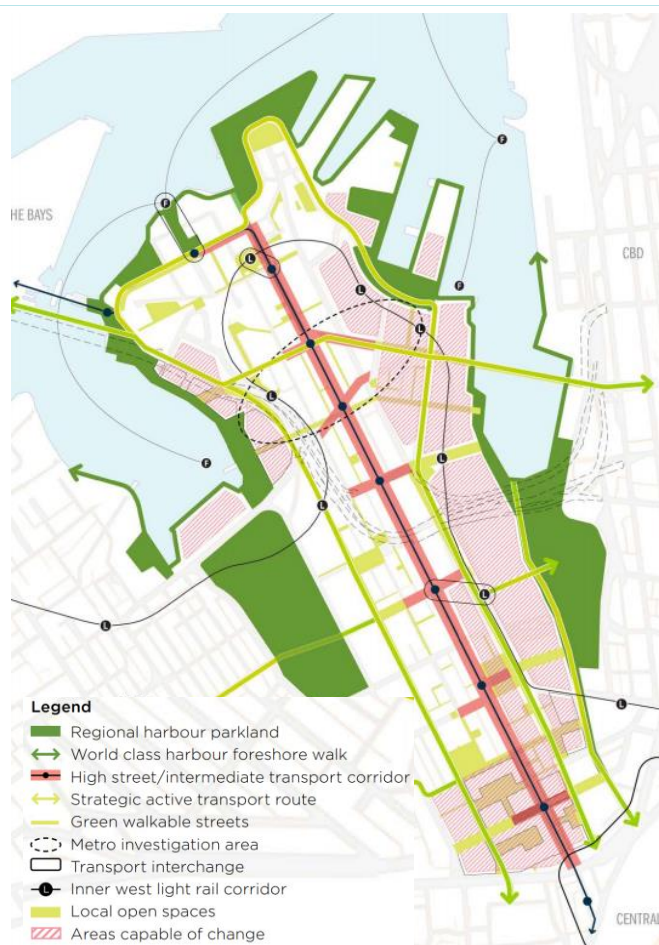 F
F
HE BAYS
F
CBD
L
L
F
L
L
L
F
L
L
L
L
Legend
Regional harbour parkland
World class harbour foreshore walk
High street/intermediate transport corridor
Strategic active transport route
Green walkable streets
Metro investigation area
Transport interchange
L Inner west light rail corridor
Local open spaces
Areas capable of change
CENTRAL